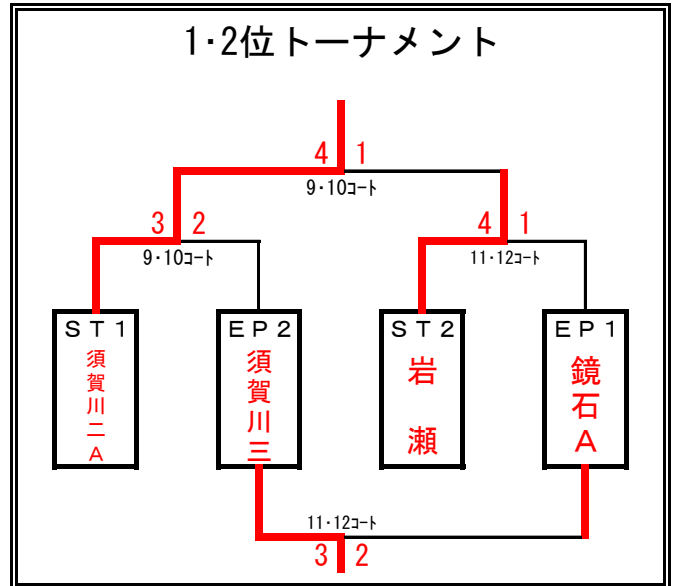 1・2位トーナメント
4 1
9・10コート
3 2
4 1
9・10コート
11・12コート
ST1
EP2
ST2
EP1
須賀川二A
須賀川三
岩瀬
鏡石A
11・12コート
3 2